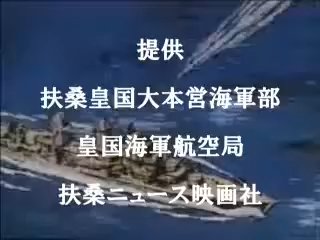 提供
扶桑皇国大本営海軍部
皇国海軍航空局
扶桑ニュース映画社